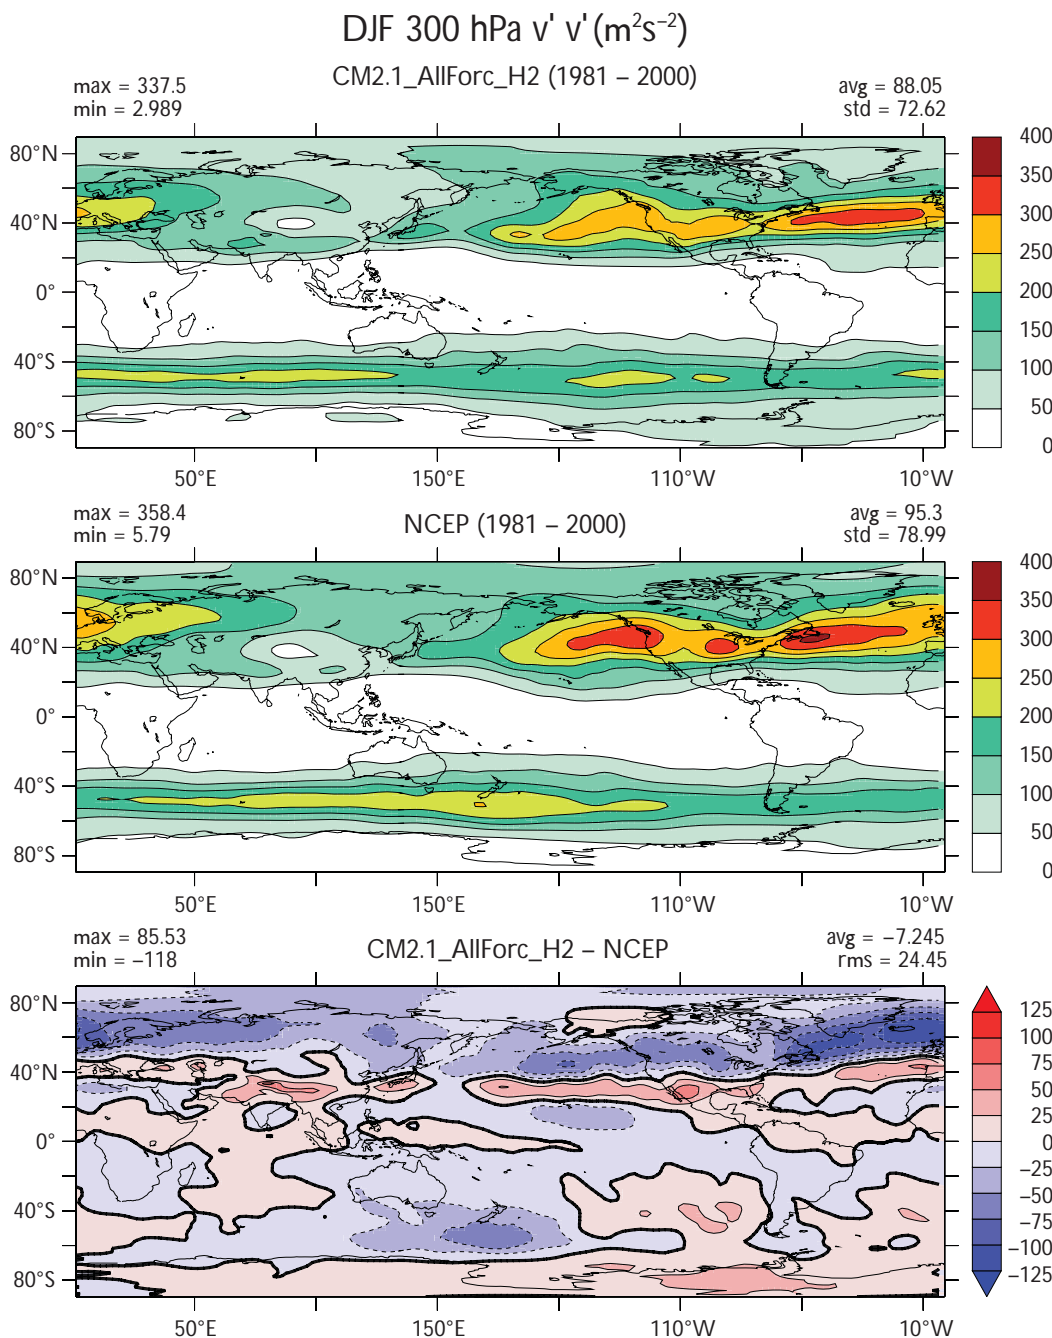 DJF 300 hPa v' v' (m²s⁻²)
CM2.1_AllForc_H2 (1981 – 2000)
max = 337.5
min = 2.989
avg = 88.05
std = 72.62
80°N
40°N
0°
40°S
80°S
50°E
150°E
110°W
10°W
400
350
300
250
200
150
100
50
0
NCEP (1981 – 2000)
max = 358.4
min = 5.79
avg = 95.3
std = 78.99
80°N
40°N
0°
40°S
80°S
50°E
150°E
110°W
10°W
400
350
300
250
200
150
100
50
0
CM2.1_AllForc_H2 – NCEP
max = 85.53
min = –118
avg = –7.245
rms = 24.45
80°N
40°N
0°
40°S
80°S
50°E
150°E
110°W
10°W
125
100
75
50
25
0
–25
–50
–75
–100
–125